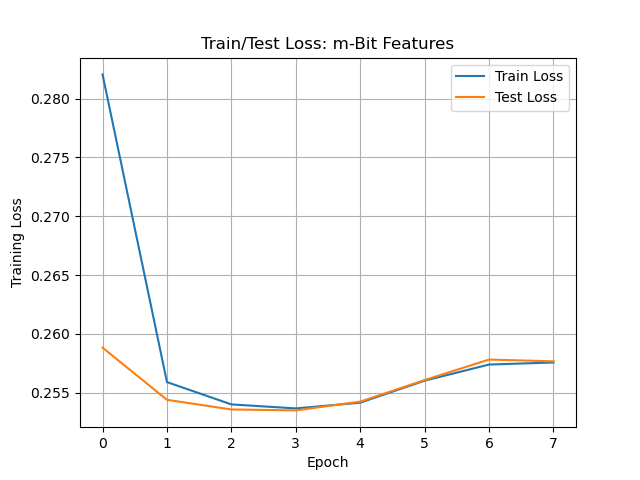 Train/Test Loss: m-Bit Features
Train Loss
Test Loss
0.280
0.275
0.270
0.265
0.260
0.255
Training Loss
0 1 2 3 4 5 6 7
Epoch